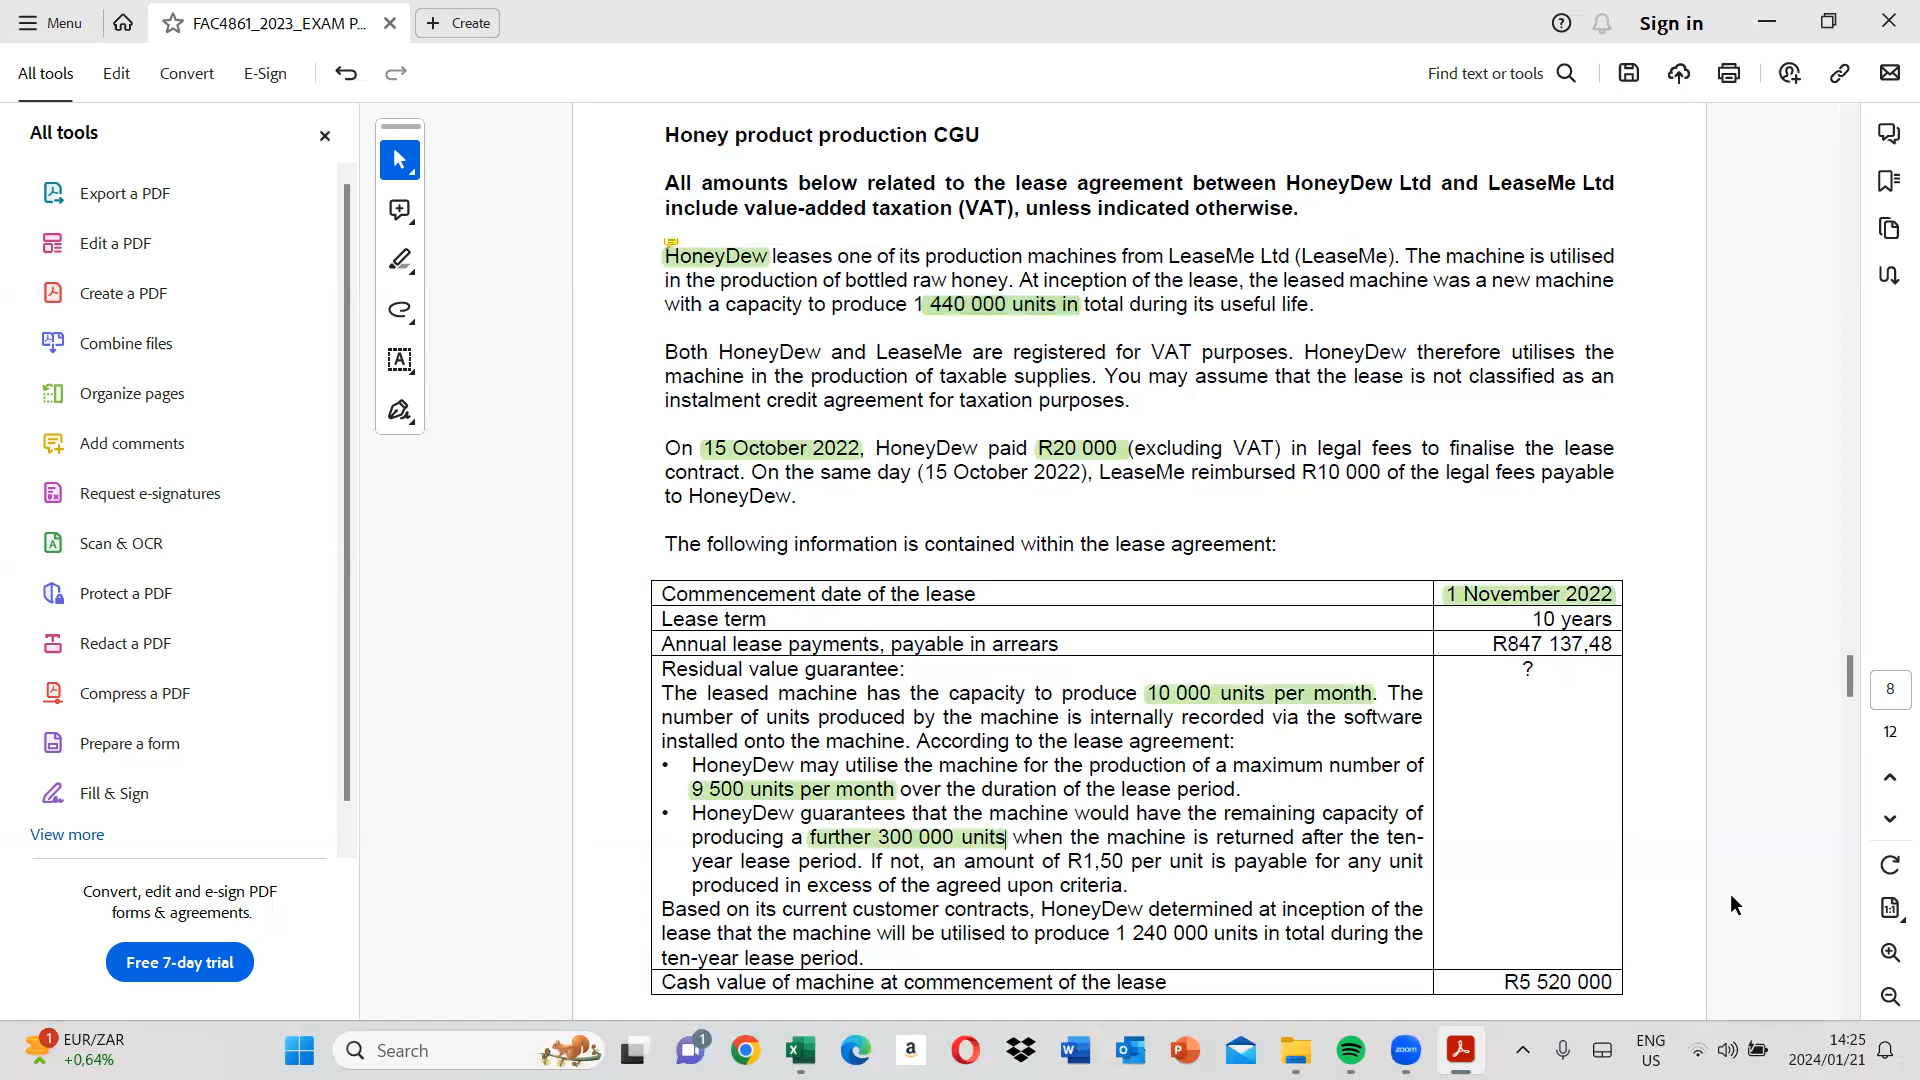 Menu
FAC4861_2023_EXAM P...
Create
Sign in
All tools
Edit
Convert
E-Sign
Find text or tools
All tools
Export a PDF
Edit a PDF
Create a PDF
Combine files
Organize pages
Add comments
Request e-signatures
Scan & OCR
Protect a PDF
Redact a PDF
Compress a PDF
Prepare a form
Fill & Sign
View more
Convert, edit and e-sign PDF
forms & agreements.
Free 7-day trial
Honey product production CGU
All amounts below related to the lease agreement between HoneyDew Ltd and LeaseMe Ltd
include value-added taxation (VAT), unless indicated otherwise.
HoneyDew leases one of its production machines from LeaseMe Ltd (LeaseMe). The machine is utilised
in the production of bottled raw honey. At inception of the lease, the leased machine was a new machine
with a capacity to produce 1 440 000 units in total during its useful life.
Both HoneyDew and LeaseMe are registered for VAT purposes. HoneyDew therefore utilises the
machine in the production of taxable supplies. You may assume that the lease is not classified as an
instalment credit agreement for taxation purposes.
On 15 October 2022, HoneyDew paid R20 000 (excluding VAT) in legal fees to finalise the lease
contract. On the same day (15 October 2022), LeaseMe reimbursed R10 000 of the legal fees payable
to HoneyDew.
The following information is contained within the lease agreement:
Commencement date of the lease 1 November 2022
Lease term 10 years
Annual lease payments, payable in arrears R847 137,48
Residual value guarantee: ?
The leased machine has the capacity to produce 10 000 units per month. The
number of units produced by the machine is internally recorded via the software
installed onto the machine. According to the lease agreement:
• HoneyDew may utilise the machine for the production of a maximum number of
9 500 units per month over the duration of the lease period.
• HoneyDew guarantees that the machine would have the remaining capacity of
producing a further 300 000 units when the machine is returned after the ten-
year lease period. If not, an amount of R1,50 per unit is payable for any unit
produced in excess of the agreed upon criteria.
Based on its current customer contracts, HoneyDew determined at inception of the
lease that the machine will be utilised to produce 1 240 000 units in total during the
ten-year lease period.
Cash value of machine at commencement of the lease R5 520 000
8
12
1:1
1
EUR/ZAR
+0,64%
Search
1
zoom
ENG
US
14:25
2024/01/21